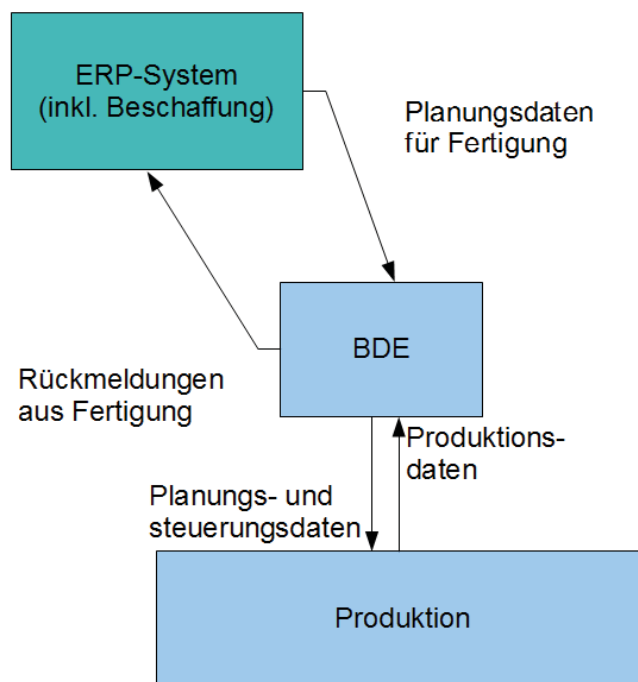 ERP-System
(inkl. Beschaffung)
Planungsdaten
für Fertigung
BDE
Rückmeldungen
aus Fertigung
Produktions-
daten
Planungs- und
steuerungsdaten
Produktion